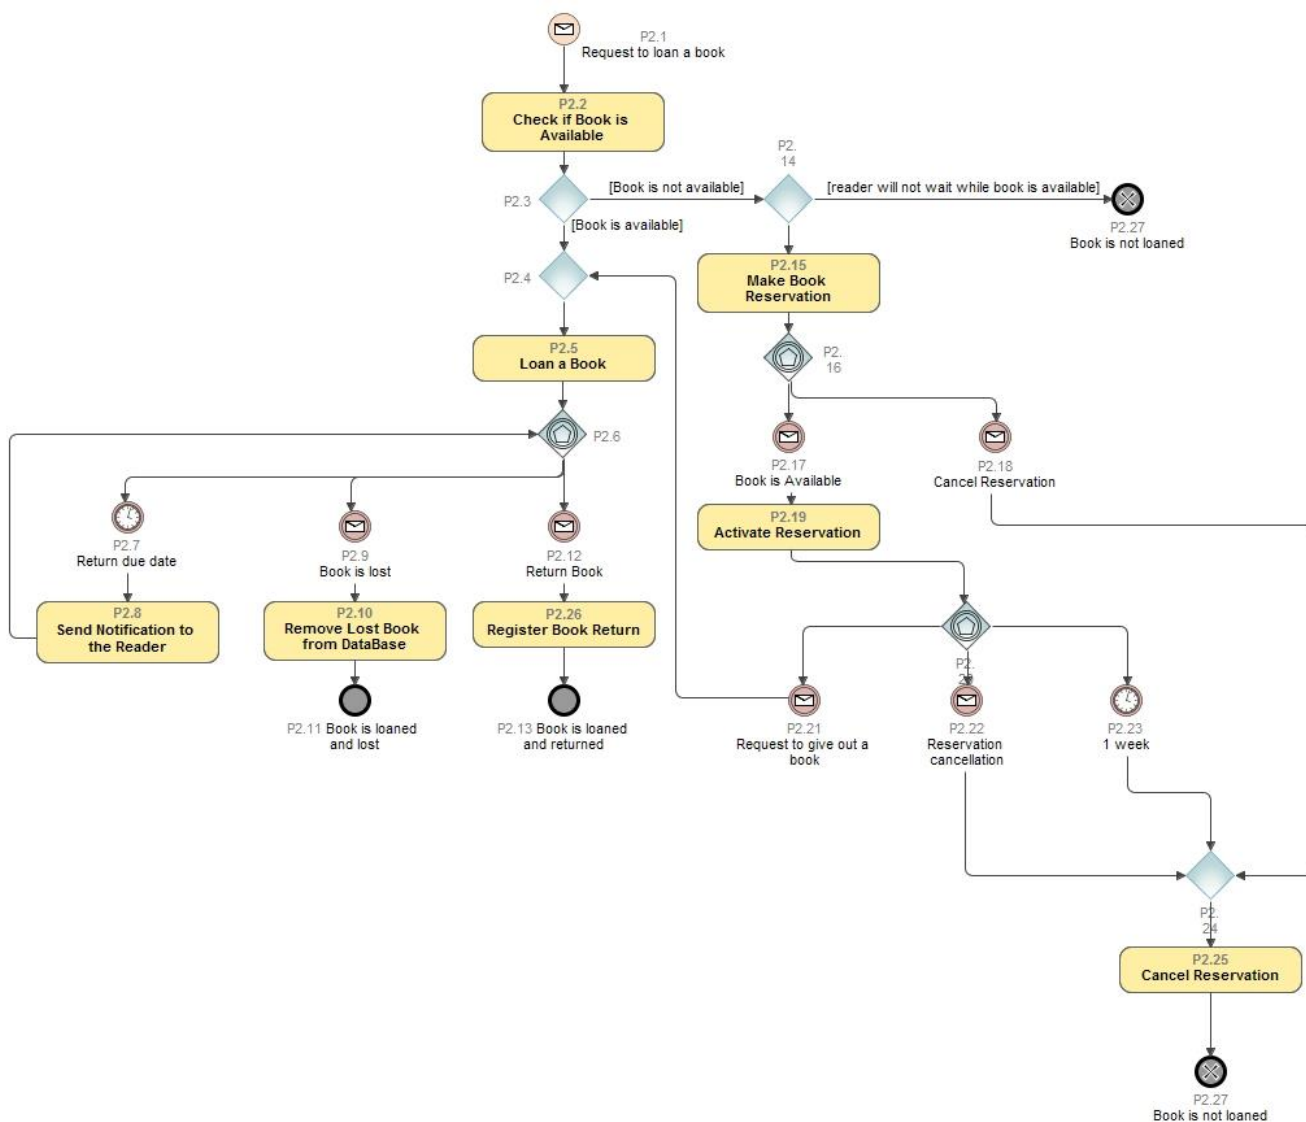 P2.1
Request to loan a book
P2.2
Check if Book is
Available
P2.3
[Book is not available]
P2.
14
[reader will not wait while book is available]
P2.27
Book is not loaned
[Book is available]
P2.4
P2.15
Make Book
Reservation
P2.5
Loan a Book
P2.
16
P2.6
P2.17
Book is Available
P2.18
Cancel Reservation
P2.19
Activate Reservation
P2.7
Return due date
P2.9
Book is lost
P2.12
Return Book
P2.8
Send Notification to
the Reader
P2.10
Remove Lost Book
from DataBase
P2.26
Register Book Return
P2.
P2.11 Book is loaned
and lost
P2.13 Book is loaned
and returned
P2.21
Request to give out a
book
P2.22
Reservation
cancellation
P2.23
1 week
P2.
24
P2.25
Cancel Reservation
P2.27
Book is not loaned